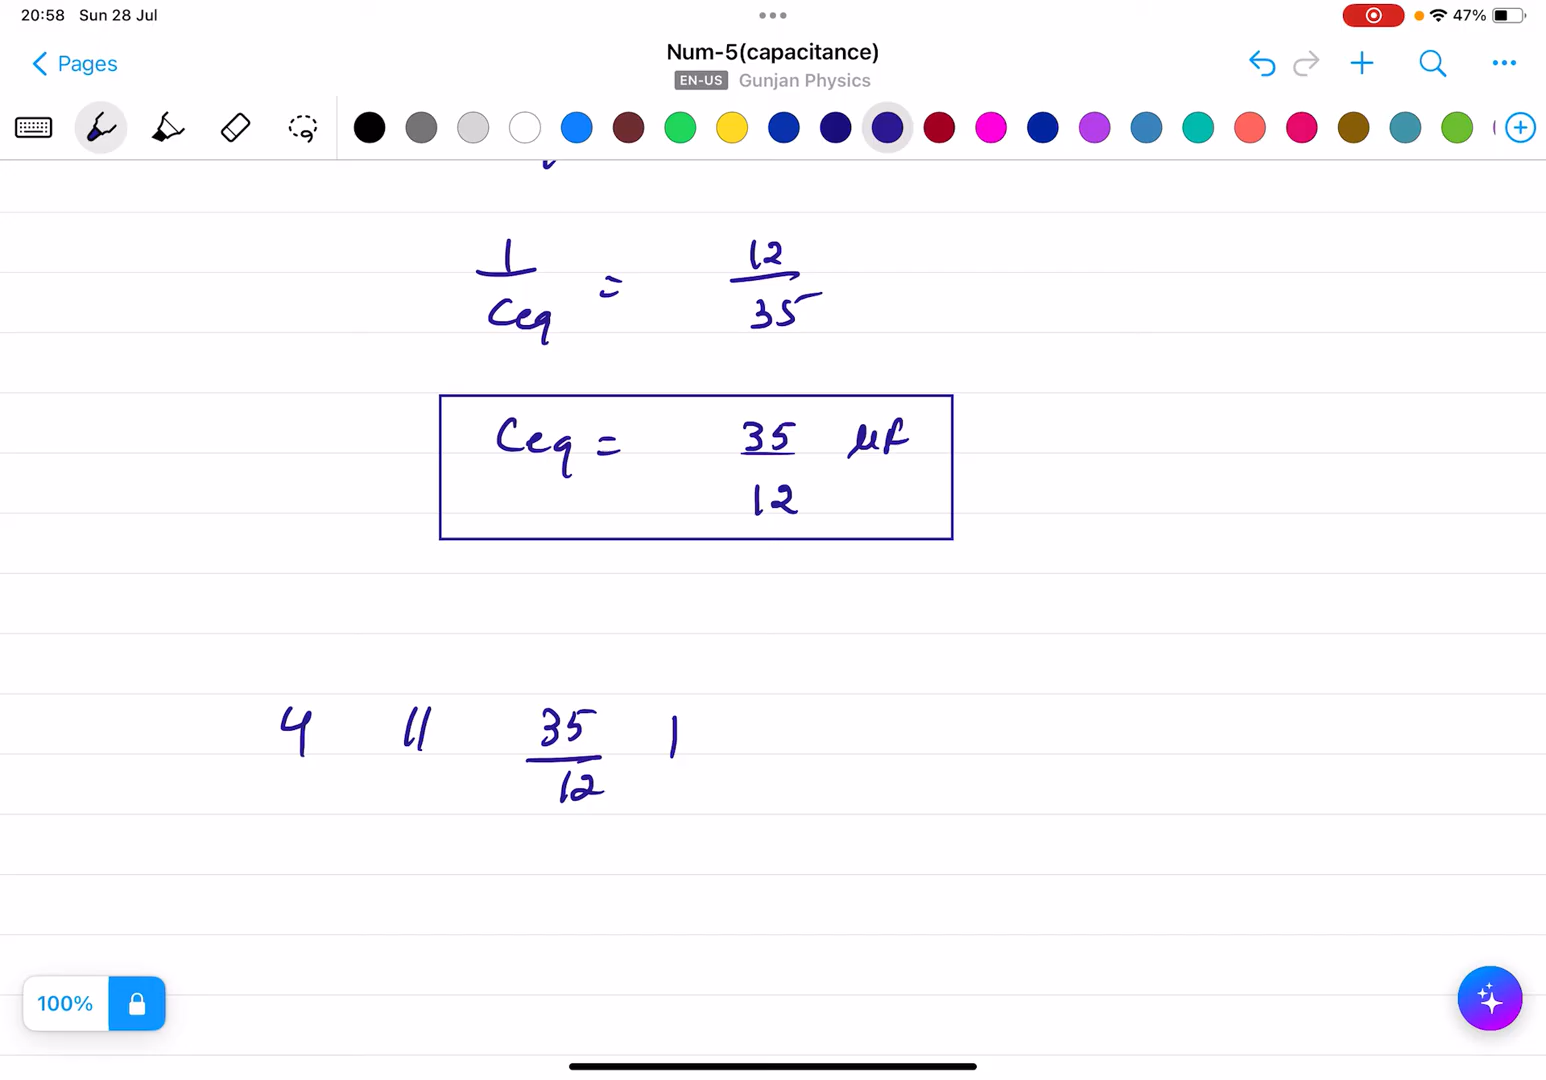 20:58 Sun 28 Jul
47%
Pages
Num-5(capacitance)
EN-US Gunjan Physics
1/Ceq = 12/35
Ceq = 35/12 μF
4 || 35/12 |
100%